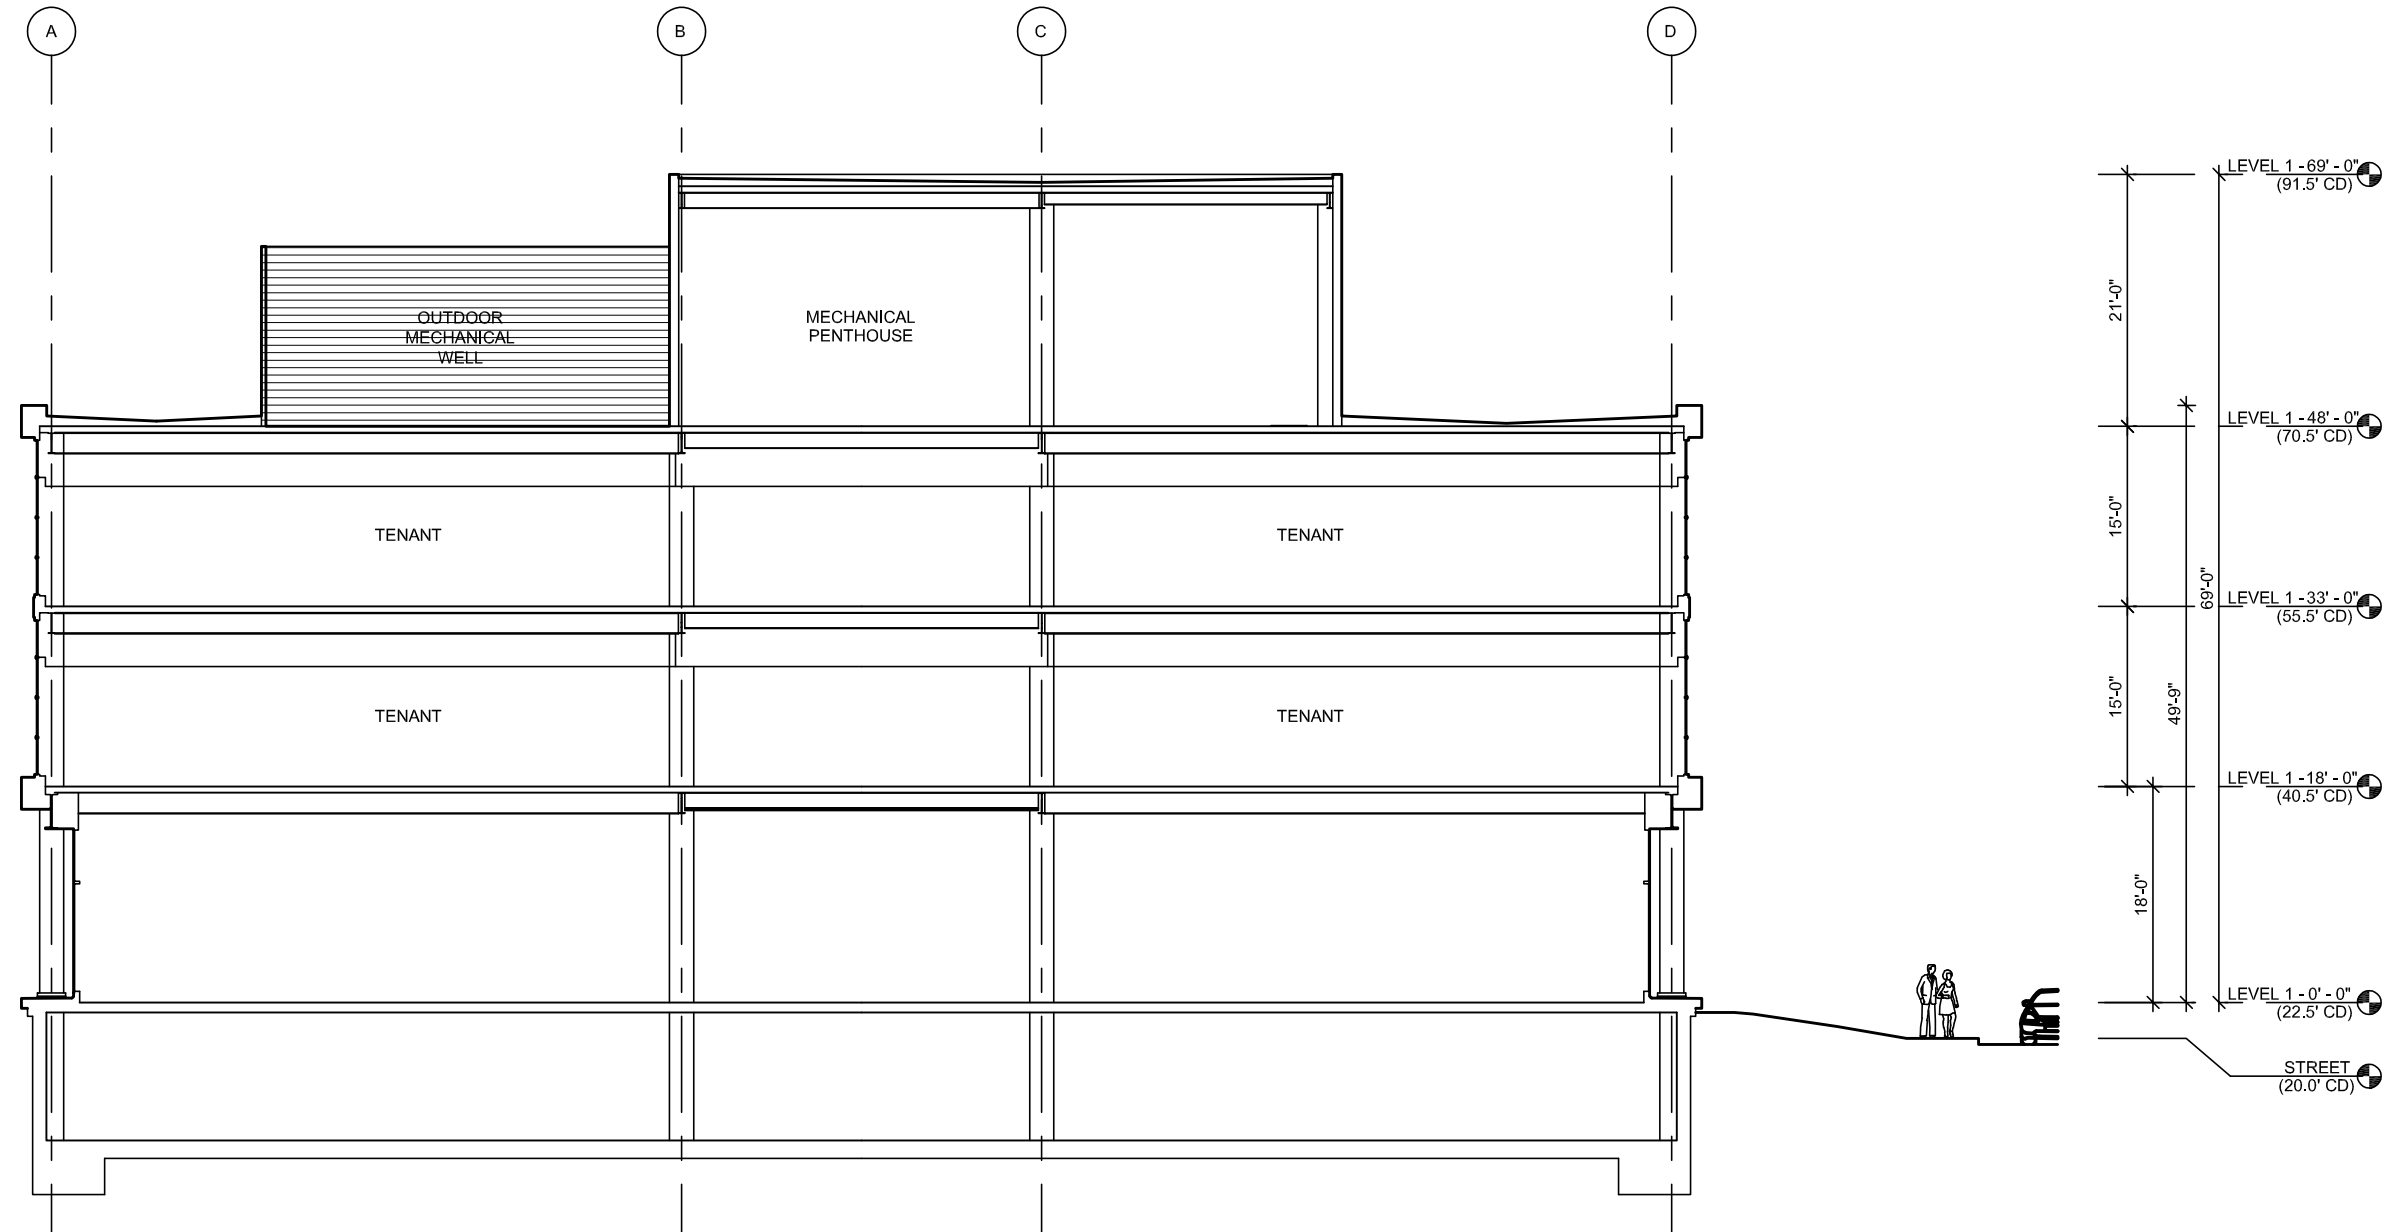 A
B
C
D
LEVEL 1 - 69' - 0"
(91.5' CD)
OUTDOOR
MECHANICAL
WELL
MECHANICAL
PENTHOUSE
21'-0"
LEVEL 1 - 48' - 0"
(70.5' CD)
TENANT
TENANT
15'-0"
69'-0"
LEVEL 1 - 33' - 0"
(55.5' CD)
TENANT
TENANT
15'-0"
49'-9"
LEVEL 1 - 18' - 0"
(40.5' CD)
18'-0"
LEVEL 1 - 0' - 0"
(22.5' CD)
STREET
(20.0' CD)